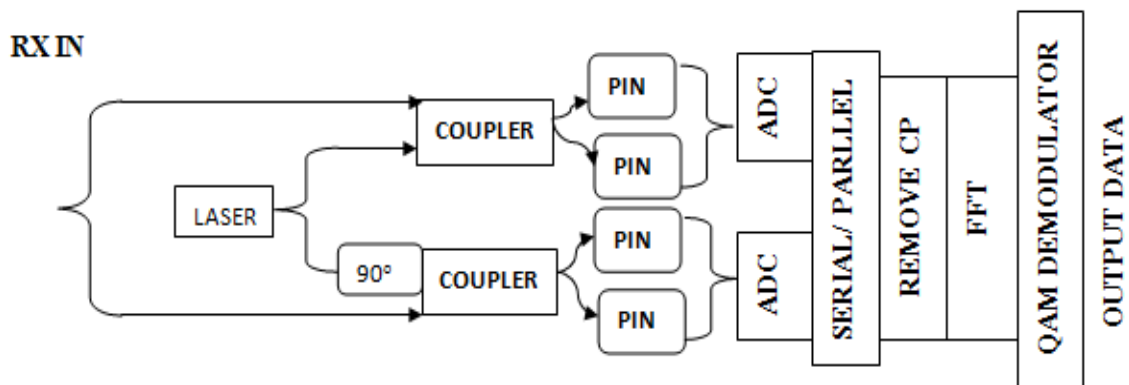 RX IN
LASER
90°
COUPLER
COUPLER
PIN
PIN
PIN
PIN
ADC
ADC
SERIAL/ PARLLEL
REMOVE CP
FFT
QAM DEMODULATOR
OUTPUT DATA